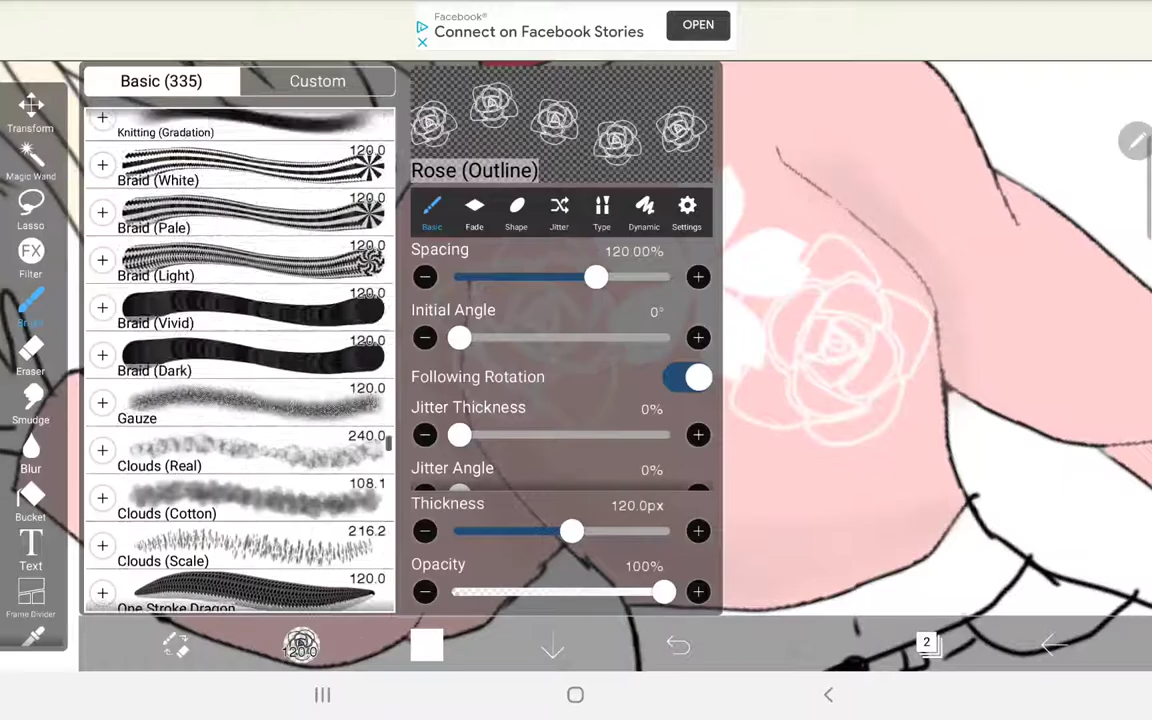 Facebook®
Connect on Facebook Stories
OPEN
Basic (335)
Custom
Transform
Magic Wand
Lasso
FX
Filter
Brush
Eraser
Smudge
Blur
Bucket
T
Text
Frame Divider
Knitting (Gradation)
120.0
Braid (White)
120.0
Braid (Pale)
120.0
Braid (Light)
120.0
Braid (Vivid)
120.0
Braid (Dark)
120.0
Gauze
240.0
Clouds (Real)
108.1
Clouds (Cotton)
216.2
Clouds (Scale)
120.0
One Stroke Dragon
Rose (Outline)
Basic
Fade
Shape
Jitter
Type
Dynamic
Settings
Spacing
120.00%
Initial Angle
0°
Following Rotation
Jitter Thickness
0%
Jitter Angle
0%
Thickness
120.0px
Opacity
100%
120.0
2